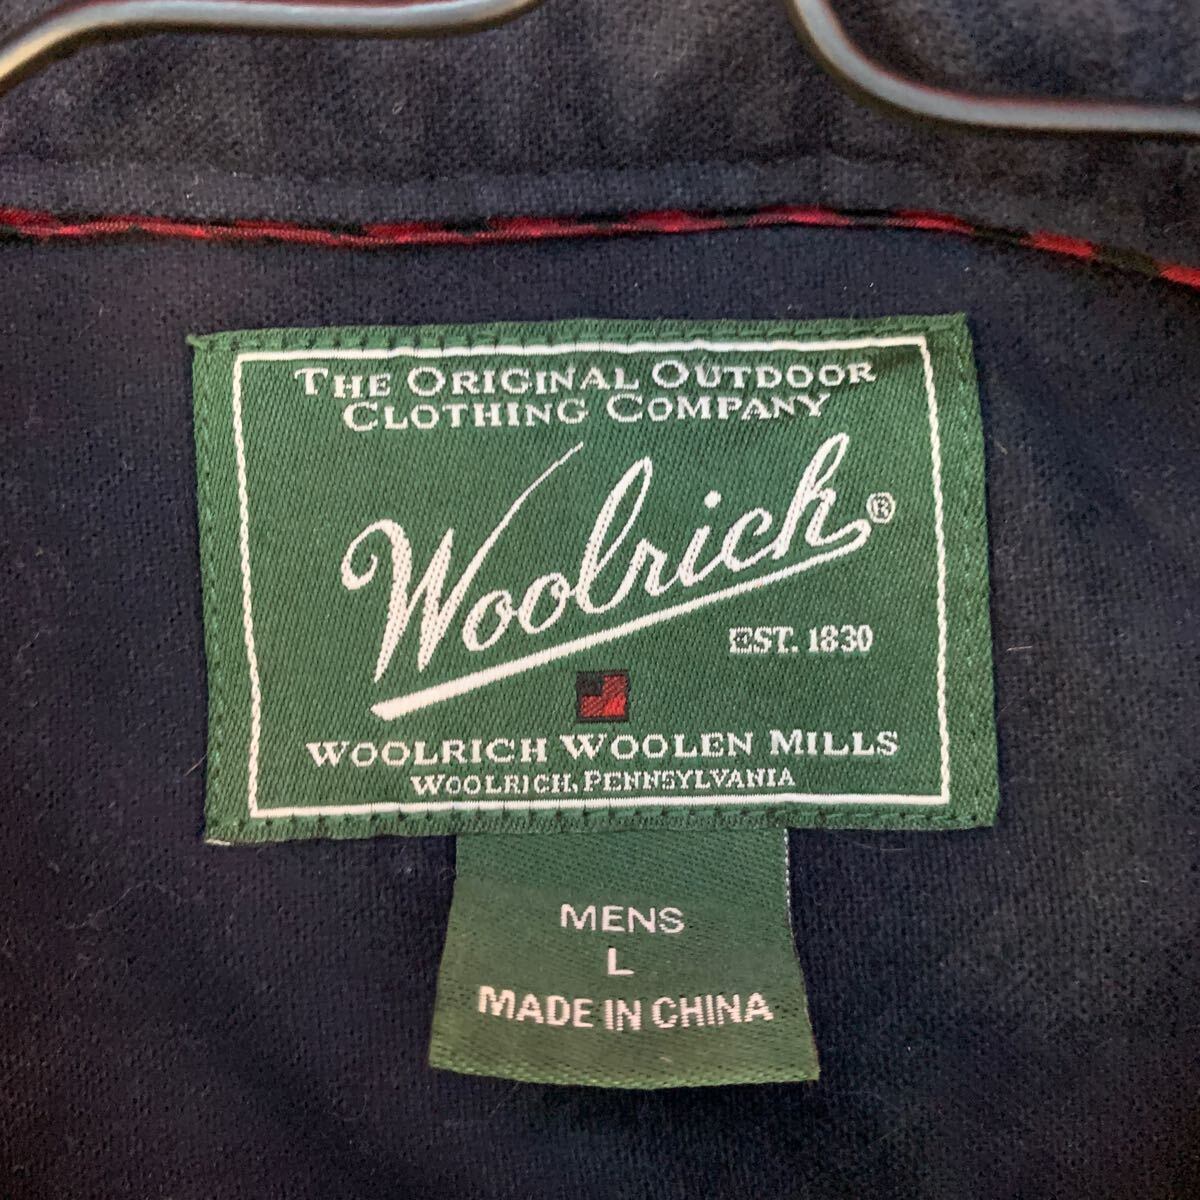 THE ORIGINAL OUTDOOR
CLOTHING COMPANY
Woolrich®
EST. 1830
WOOLRICH WOOLEN MILLS
WOOLRICH, PENNSYLVANIA
MENS
L
MADE IN CHINA